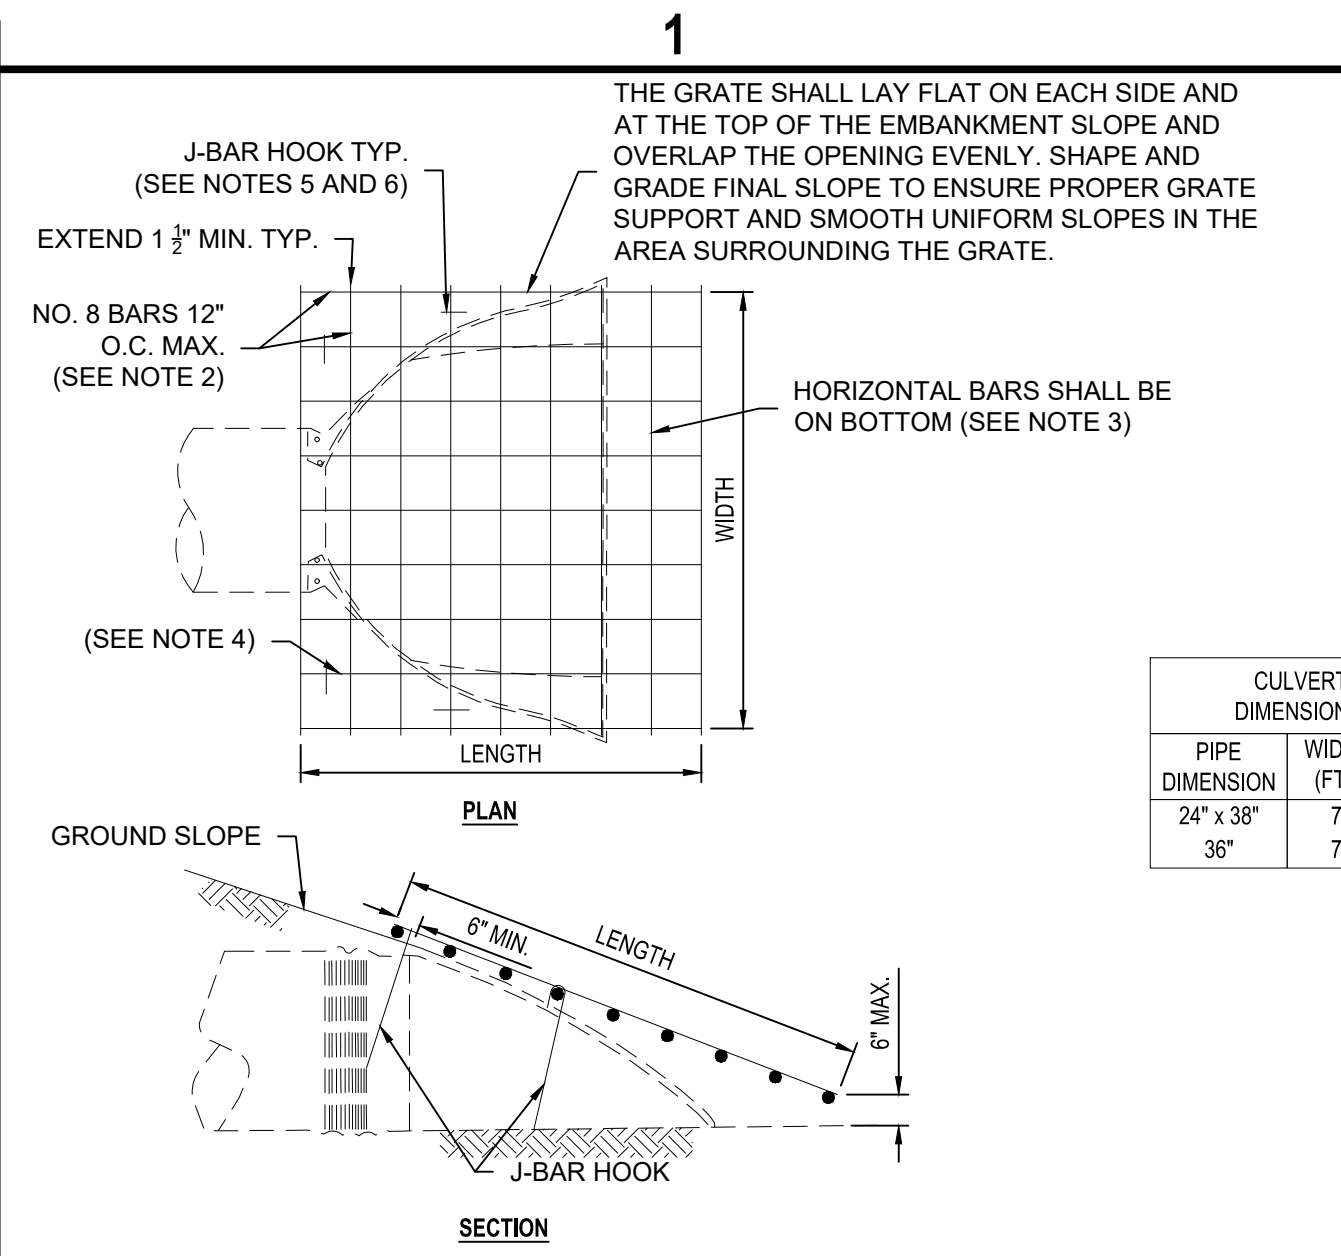 1
THE GRATE SHALL LAY FLAT ON EACH SIDE AND
AT THE TOP OF THE EMBANKMENT SLOPE AND
OVERLAP THE OPENING EVENLY. SHAPE AND
GRADE FINAL SLOPE TO ENSURE PROPER GRATE
SUPPORT AND SMOOTH UNIFORM SLOPES IN THE
AREA SURROUNDING THE GRATE.
J-BAR HOOK TYP.
(SEE NOTES 5 AND 6)
EXTEND 1 1/2" MIN. TYP.
NO. 8 BARS 12"
O.C. MAX.
(SEE NOTE 2)
HORIZONTAL BARS SHALL BE
ON BOTTOM (SEE NOTE 3)
WIDTH
(SEE NOTE 4)
LENGTH
PLAN
CULVERT
DIMENSION
PIPE
DIMENSION
WID
(FT
24" x 38"
7
36"
7
GROUND SLOPE
6" MIN.
LENGTH
6" MAX.
J-BAR HOOK
SECTION